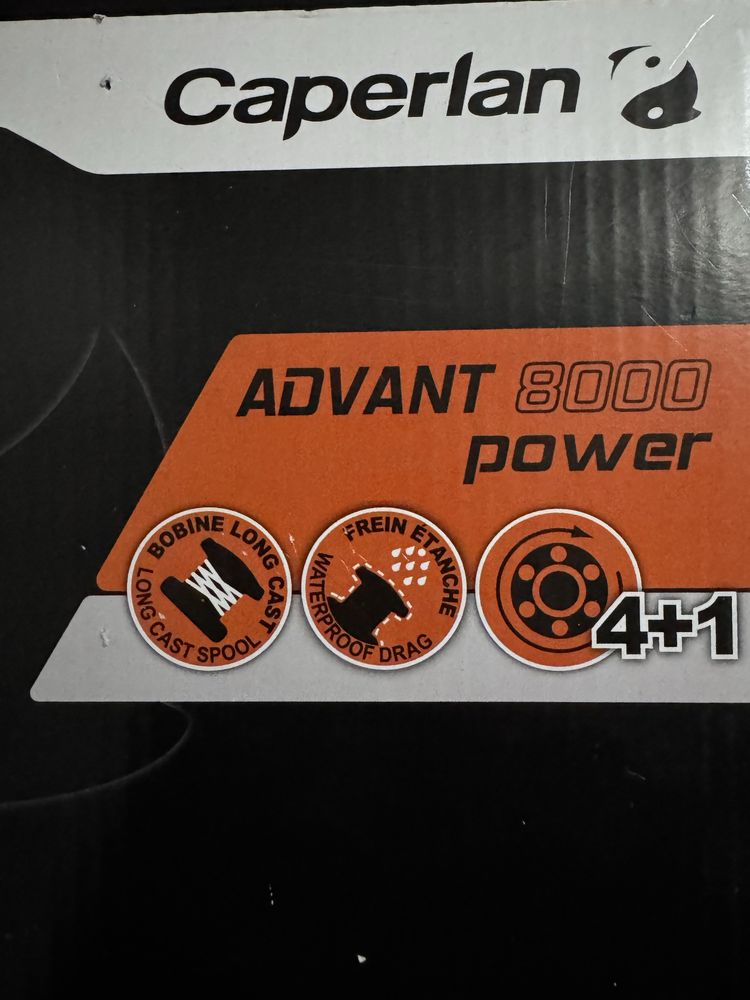 Caperlan
ADVANT 8000
power
BOBINE LONG CAST
LONG CAST SPOOL
FREIN ÉTANCHE
WATERPROOF DRAG
4+1